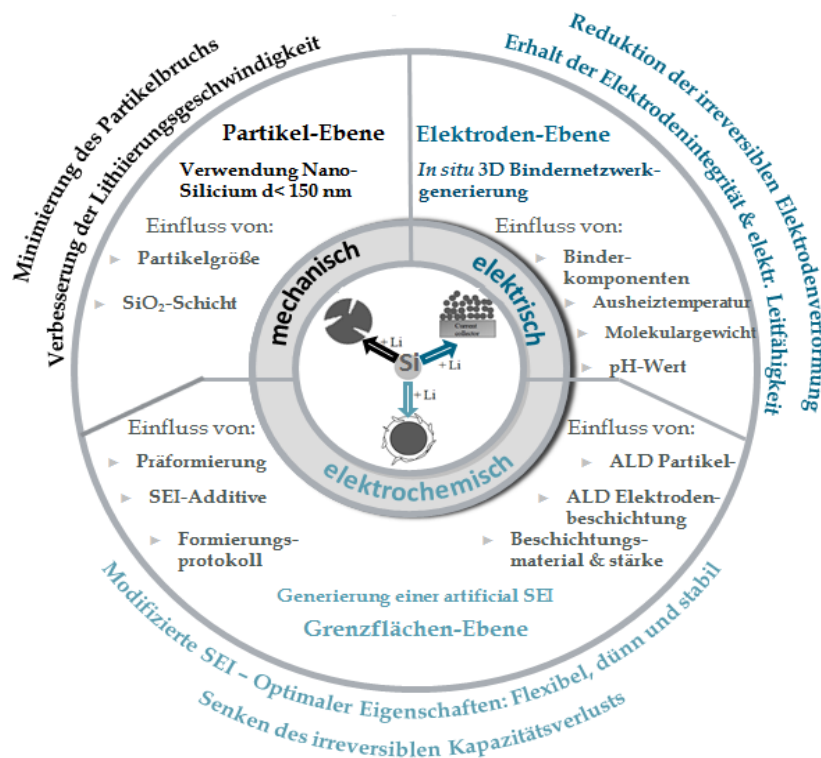 Minimierung des Partikelbruchs
Verbesserung der Lithiierungsgeschwindigkeit
Reduktion der irreversiblen Elektrodenverformung
Erhalt der Elektrodenintegrität & elektr. Leitfähigkeit
Partikel-Ebene
Verwendung Nano-
Silicium d< 150 nm
Einfluss von:
Partikelgröße
SiO₂-Schicht
Elektroden-Ebene
In situ 3D Bindernetzwerk-
generierung
Einfluss von:
Binder-
komponenten
Ausheiztemperatur
Molekulargewicht
pH-Wert
mechanisch
elektrisch
elektrochemisch
Current
collector
+ Li
Si
+ Li
+ Li
Einfluss von:
Präformierung
SEI-Additive
Formierungs-
protokoll
Einfluss von:
ALD Partikel-
ALD Elektroden-
beschichtung
Beschichtungs-
material & stärke
Generierung einer artificial SEI
Grenzflächen-Ebene
Modifizierte SEI – Optimaler Eigenschaften: Flexibel, dünn und stabil
Senken des irreversiblen Kapazitätsverlusts